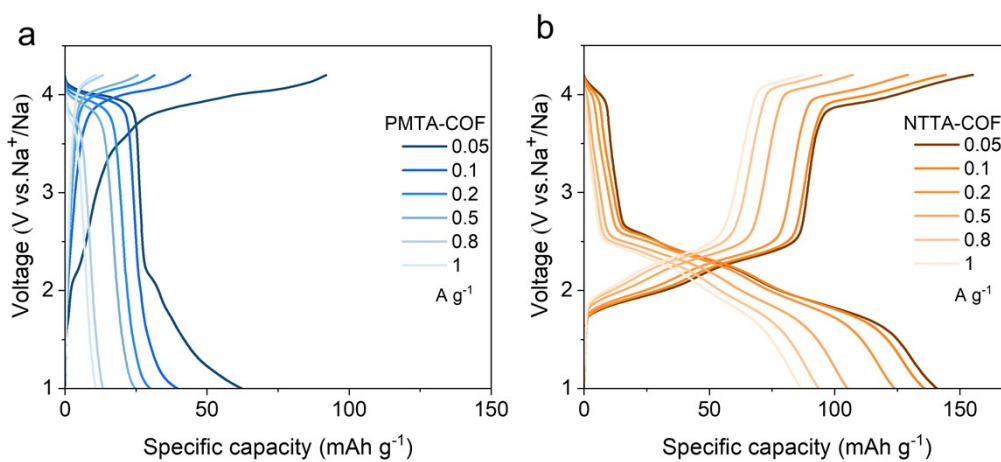 a
Voltage (V vs.Na⁺/Na)
4
3
2
1
0
50
100
150
Specific capacity (mAh g⁻¹)
PMTA-COF
0.05
0.1
0.2
0.5
0.8
1
A g⁻¹
b
Voltage (V vs.Na⁺/Na)
4
3
2
1
0
50
100
150
Specific capacity (mAh g⁻¹)
NTTA-COF
0.05
0.1
0.2
0.5
0.8
1
A g⁻¹